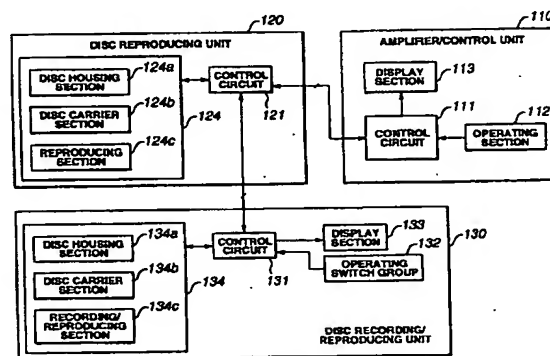 120
DISC REPRODUCING UNIT
DISC HOUSING SECTION
124a
DISC CARRIER SECTION
124b
REPRODUCING SECTION
124c
124
CONTROL CIRCUIT
121
110
AMPLIFIER/CONTROL UNIT
DISPLAY SECTION
113
CONTROL CIRCUIT
111
OPERATING SECTION
112
130
DISC HOUSING SECTION
134a
DISC CARRIER SECTION
134b
RECORDING/ REPRODUCING SECTION
134c
134
CONTROL CIRCUIT
131
DISPLAY SECTION
133
OPERATING SWITCH GROUP
132
DISC RECORDING/ REPRODUCING UNIT